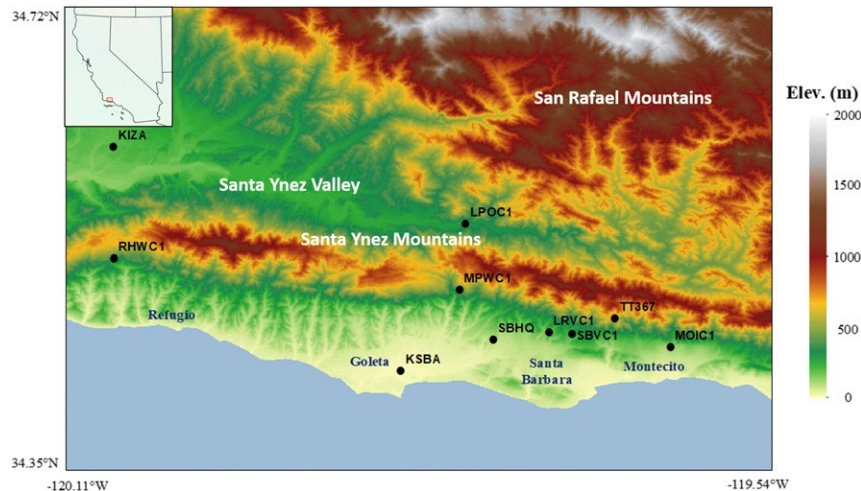 34.72°N
Elev. (m)
San Rafael Mountains
2000
KIZA
1500
Santa Ynez Valley
LPOC1
Santa Ynez Mountains
1000
RHWC1
MPWC1
TT367
Refugio
500
LRVC1
SBHQ
SBVC1
MOIC1
Goleta
KSBA
Santa
Barbara
Montecito
0
34.35°N
-120.11°W
-119.54°W